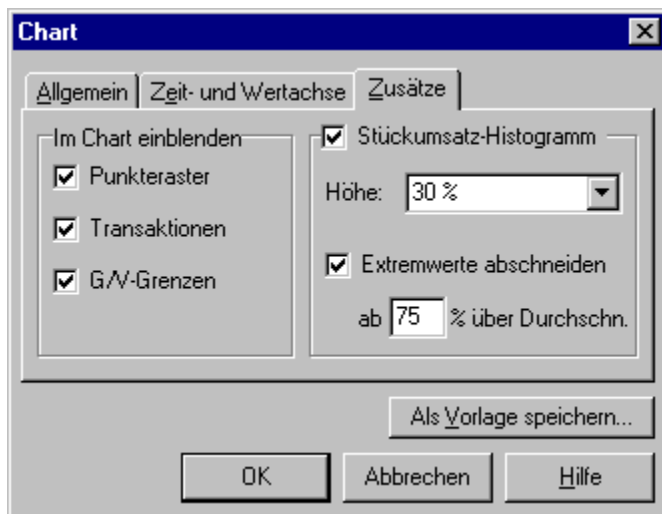 Chart
Allgemein
Zeit- und Wertachse
Zusätze
Im Chart einblenden
Punkteraster
Transaktionen
G/V-Grenzen
Stückumsatz-Histogramm
Höhe: 30 %
Extremwerte abschneiden
ab 75 % über Durchschn.
Als Vorlage speichern...
OK
Abbrechen
Hilfe